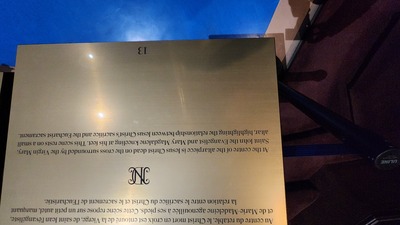 Au centre du retable, le Christ mort en croix est entouré de la Vierge, de saint Jean l'Évangéliste,
et de Marie-Madeleine agenouillée à ses pieds. Cette scène repose sur un petit autel, marquant
la relation entre le sacrifice du Christ et le sacrement de l'Eucharistie.
At the centre of the altarpiece is Jesus Christ dead on the cross surrounded by the Virgin Mary,
Saint John the Evangelist and Mary Magdalene kneeling at his feet. This scene rests on a small
altar, highlighting the relationship between Jesus Christ's sacrifice and the Eucharist sacrament.
13